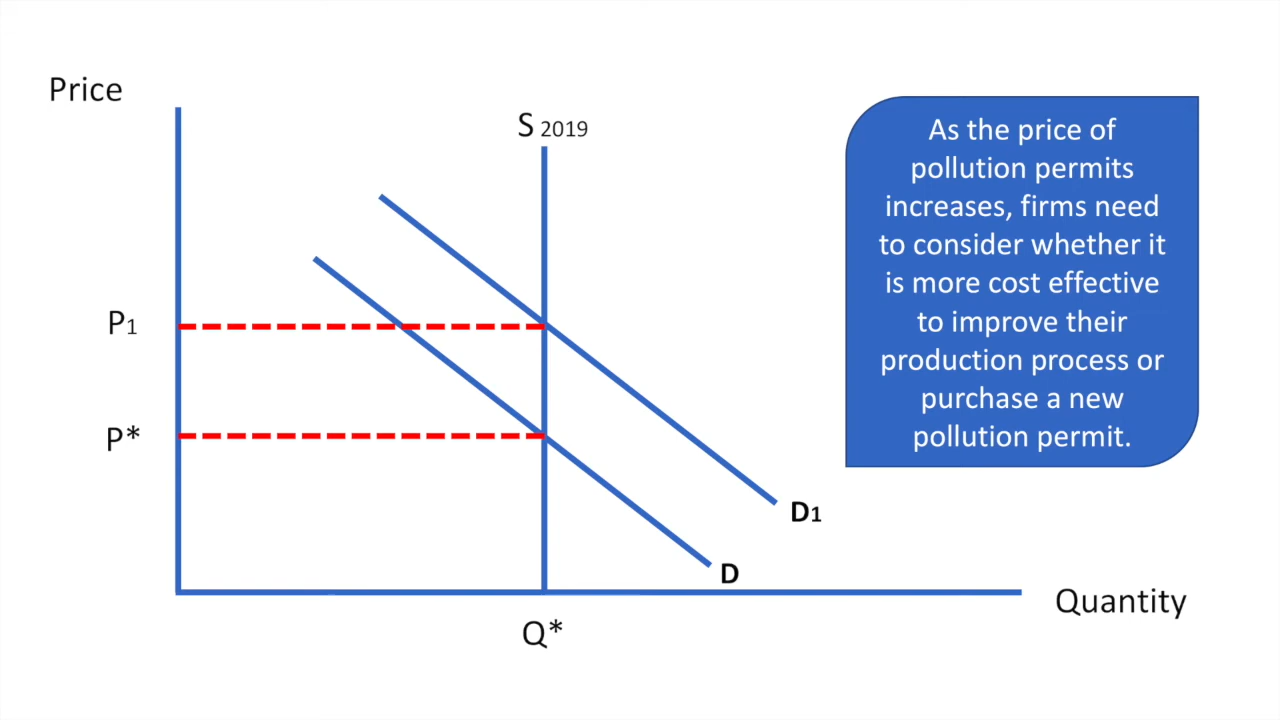 Price
S 2019
As the price of
pollution permits
increases, firms need
to consider whether it
is more cost effective
to improve their
production process or
purchase a new
pollution permit.
P1
P*
D1
D
Quantity
Q*